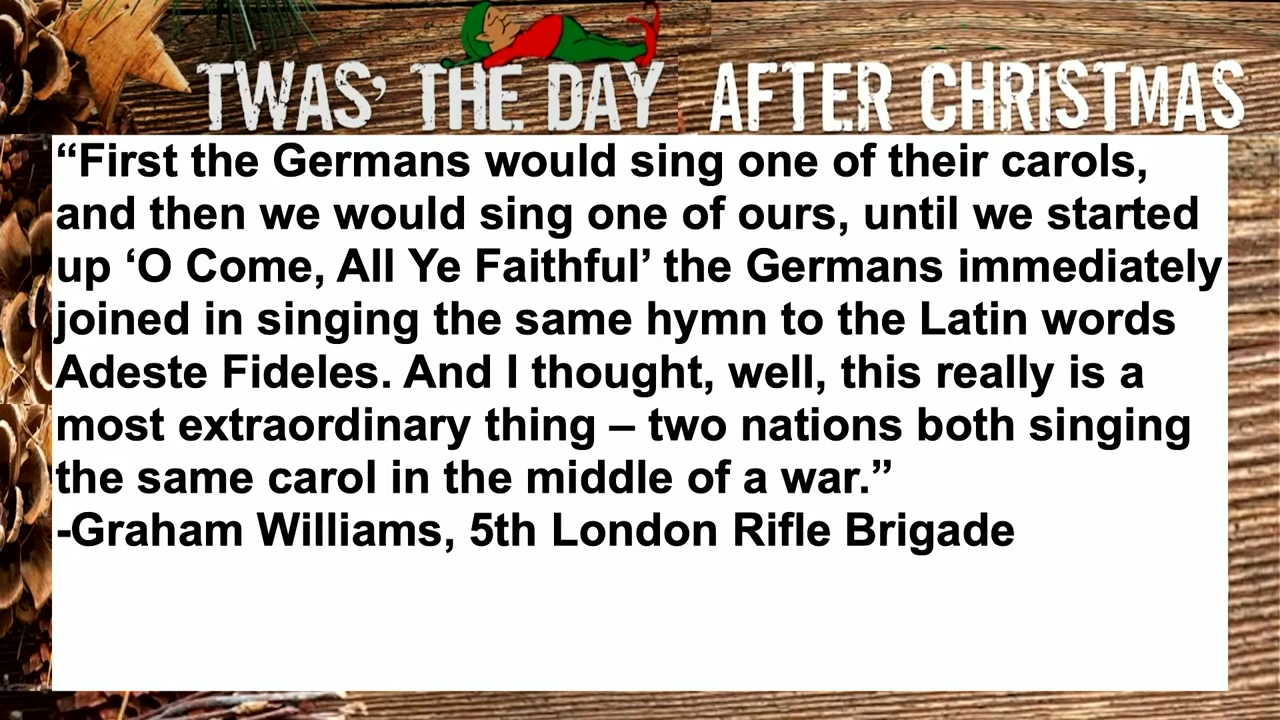 TWAS' THE DAY AFTER CHRISTMAS
“First the Germans would sing one of their carols,
and then we would sing one of ours, until we started
up ‘O Come, All Ye Faithful’ the Germans immediately
joined in singing the same hymn to the Latin words
Adeste Fideles. And I thought, well, this really is a
most extraordinary thing – two nations both singing
the same carol in the middle of a war.”
-Graham Williams, 5th London Rifle Brigade